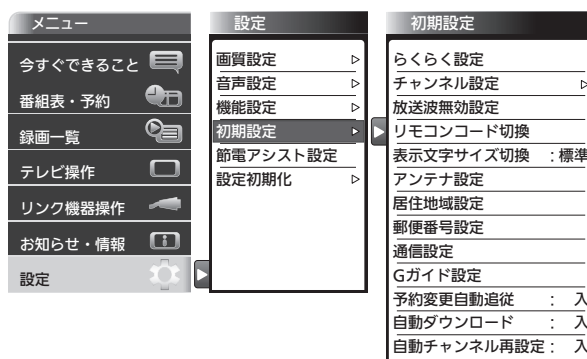 メニュー
今すぐできること
番組表・予約
録画一覧
テレビ操作
リンク機器操作
お知らせ・情報
設定
設定
画質設定
音声設定
機能設定
初期設定
節電アシスト設定
設定初期化
初期設定
らくらく設定
チャンネル設定
放送波無効設定
リモコンコード切換
表示文字サイズ切換 : 標準
アンテナ設定
居住地域設定
郵便番号設定
通信設定
Gガイド設定
予約変更自動追従 : 入
自動ダウンロード : 入
自動チャンネル再設定 : 入